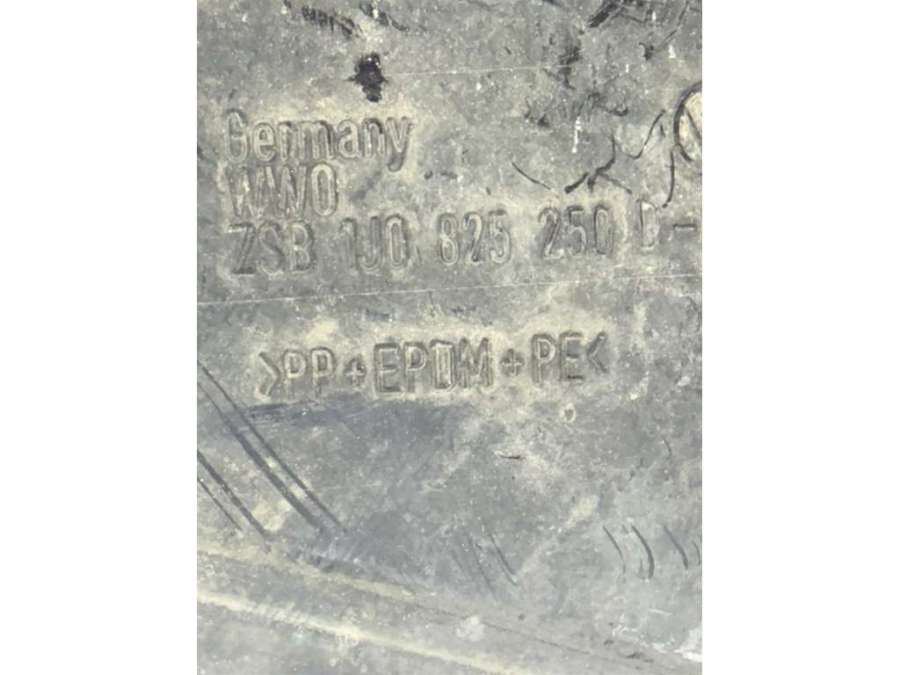 Germany
WWO
ZSB 1J0 825 250 D -
>PP+EPDM+PE<